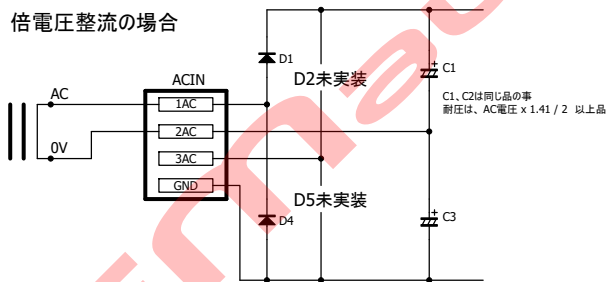 倍電圧整流の場合
D1
D2未実装
+
C1
ACIN
AC
1AC
C1、C2は同じ品の事
耐圧は、AC電圧 x 1.41 / 2 以上品
2AC
0V
3AC
GND
D5未実装
D4
+
C3